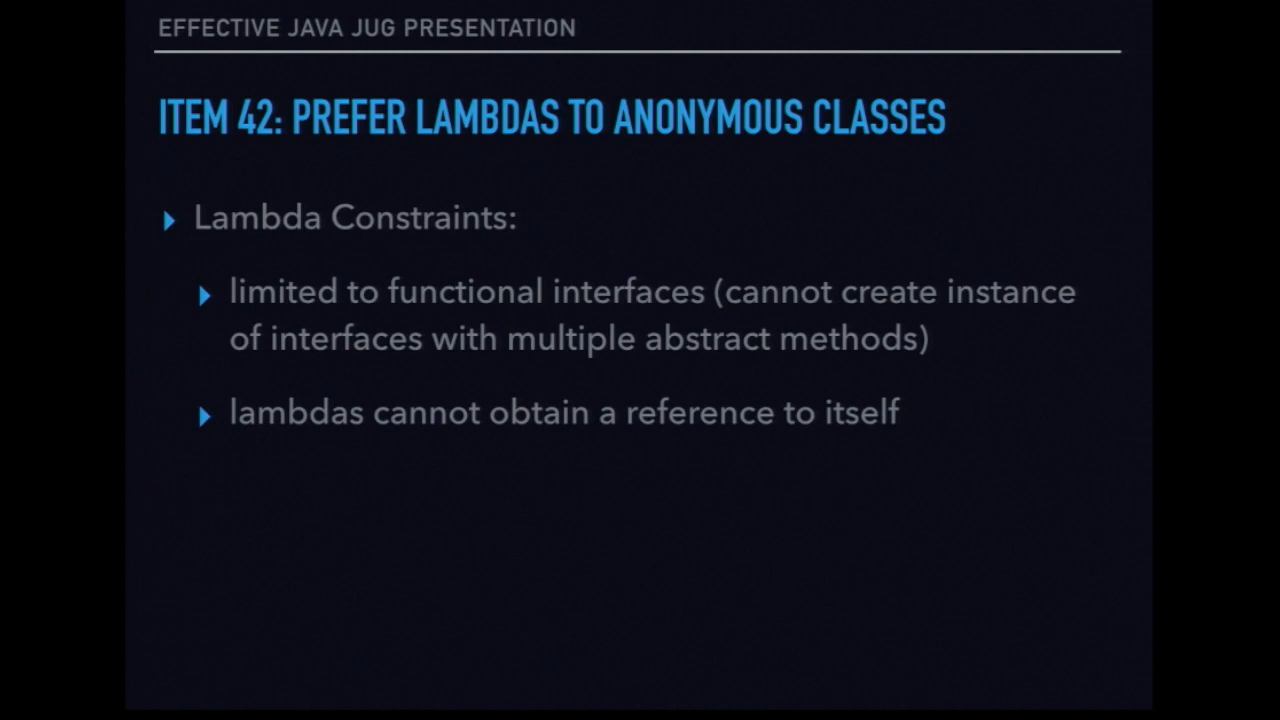 EFFECTIVE JAVA JUG PRESENTATION
ITEM 42: PREFER LAMBDAS TO ANONYMOUS CLASSES
Lambda Constraints:
limited to functional interfaces (cannot create instance
of interfaces with multiple abstract methods)
lambdas cannot obtain a reference to itself